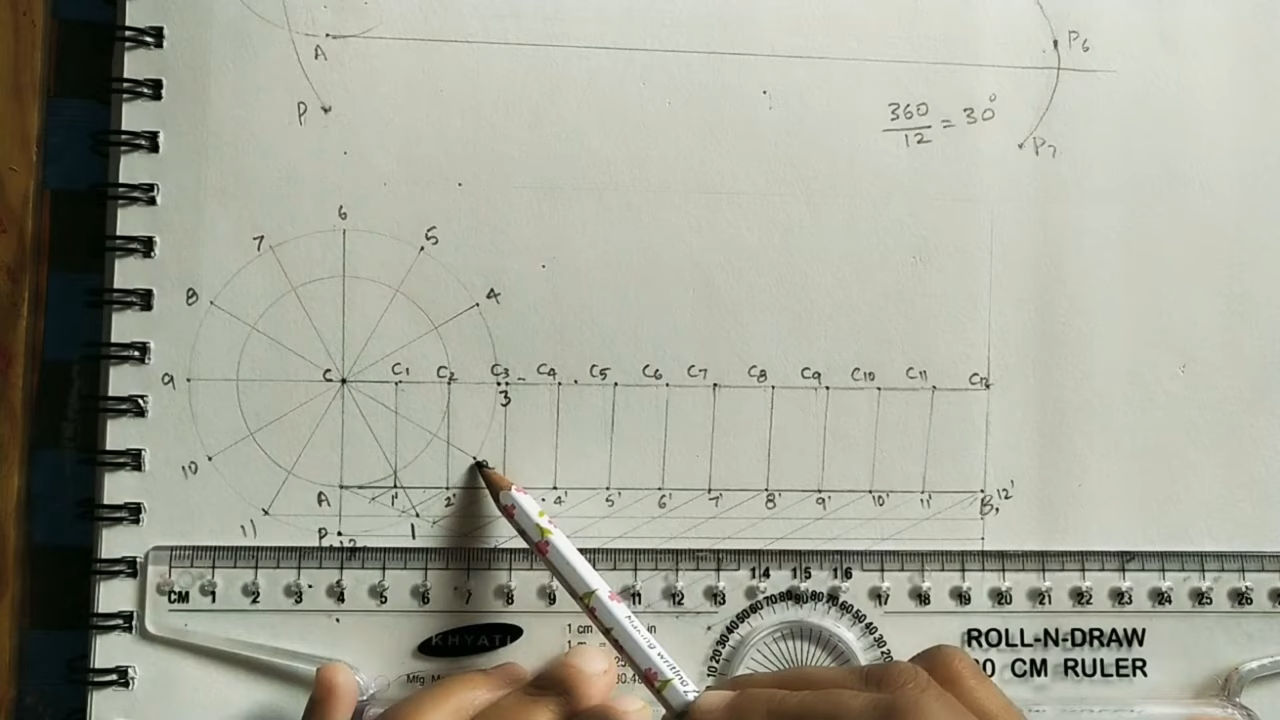 A
P
P6
P7
360/12 = 30°
6
7
5
8
4
9
C C1 C2 C3 C4 C5 C6 C7 C8 C9 C10 C11 C12
3
10
A 1' 2' 4' 5' 6' 7' 8' 9' 10' 11' B, 12'
11
P, 12
1
14 15 16
CM 1 2 3 4 5 6 7 8 9 11 12 13 17 18 19 20 21 22 23 24 25 26
KHYATI
1 cm
ROLL-N-DRAW
CM RULER
Making writing